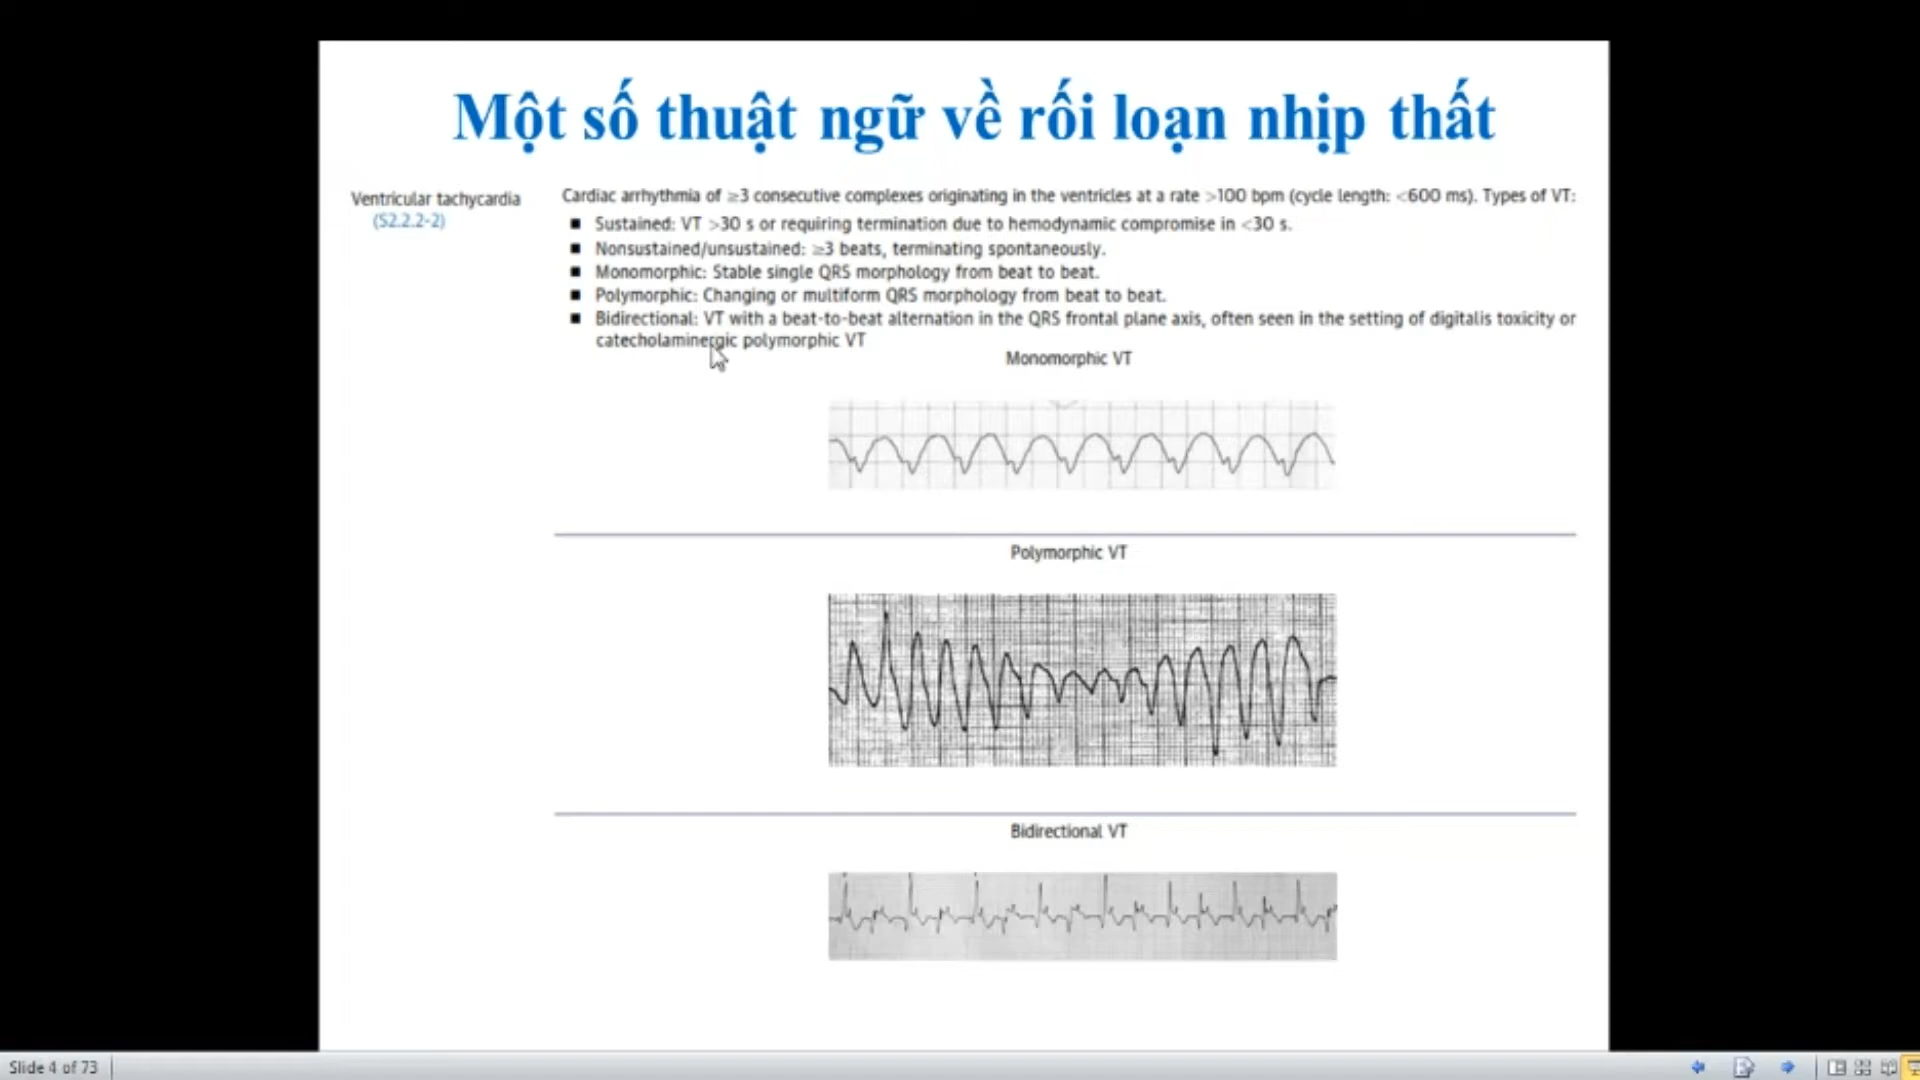 Một số thuật ngữ về rối loạn nhịp thất
Ventricular tachycardia
(S2.2.2-2)
Cardiac arrhythmia of ≥3 consecutive complexes originating in the ventricles at a rate >100 bpm (cycle length: <600 ms). Types of VT:
■ Sustained: VT >30 s or requiring termination due to hemodynamic compromise in <30 s.
■ Nonsustained/unsustained: ≥3 beats, terminating spontaneously.
■ Monomorphic: Stable single QRS morphology from beat to beat.
■ Polymorphic: Changing or multiform QRS morphology from beat to beat.
■ Bidirectional: VT with a beat-to-beat alternation in the QRS frontal plane axis, often seen in the setting of digitalis toxicity or
catecholaminergic polymorphic VT
Monomorphic VT
Polymorphic VT
Bidirectional VT
Slide 4 of 73